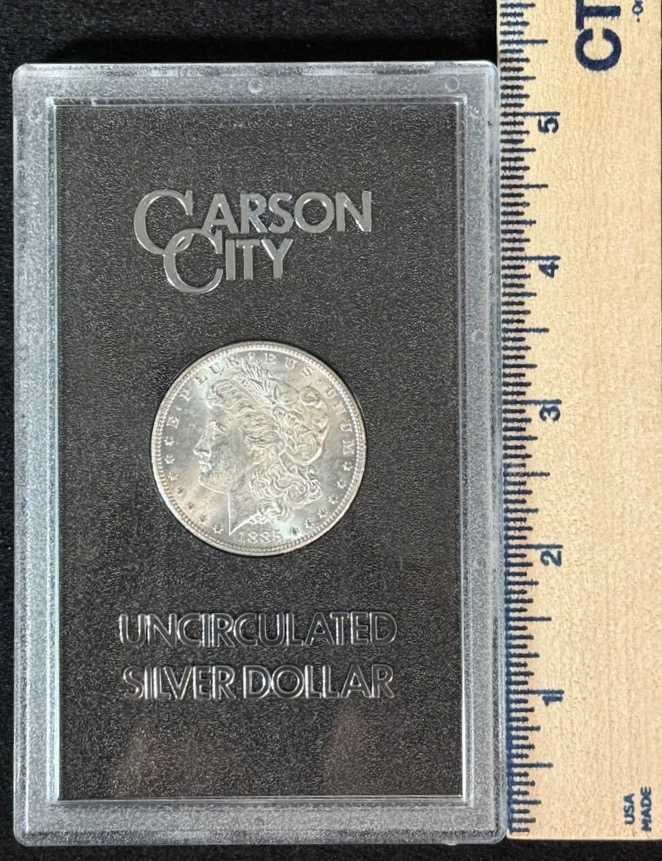 CARSON
CITY
E·PLURIBUS·UNUM
1885
UNCIRCULATED
SILVER DOLLAR
CT
5
4
3
2
1
USA
MADE